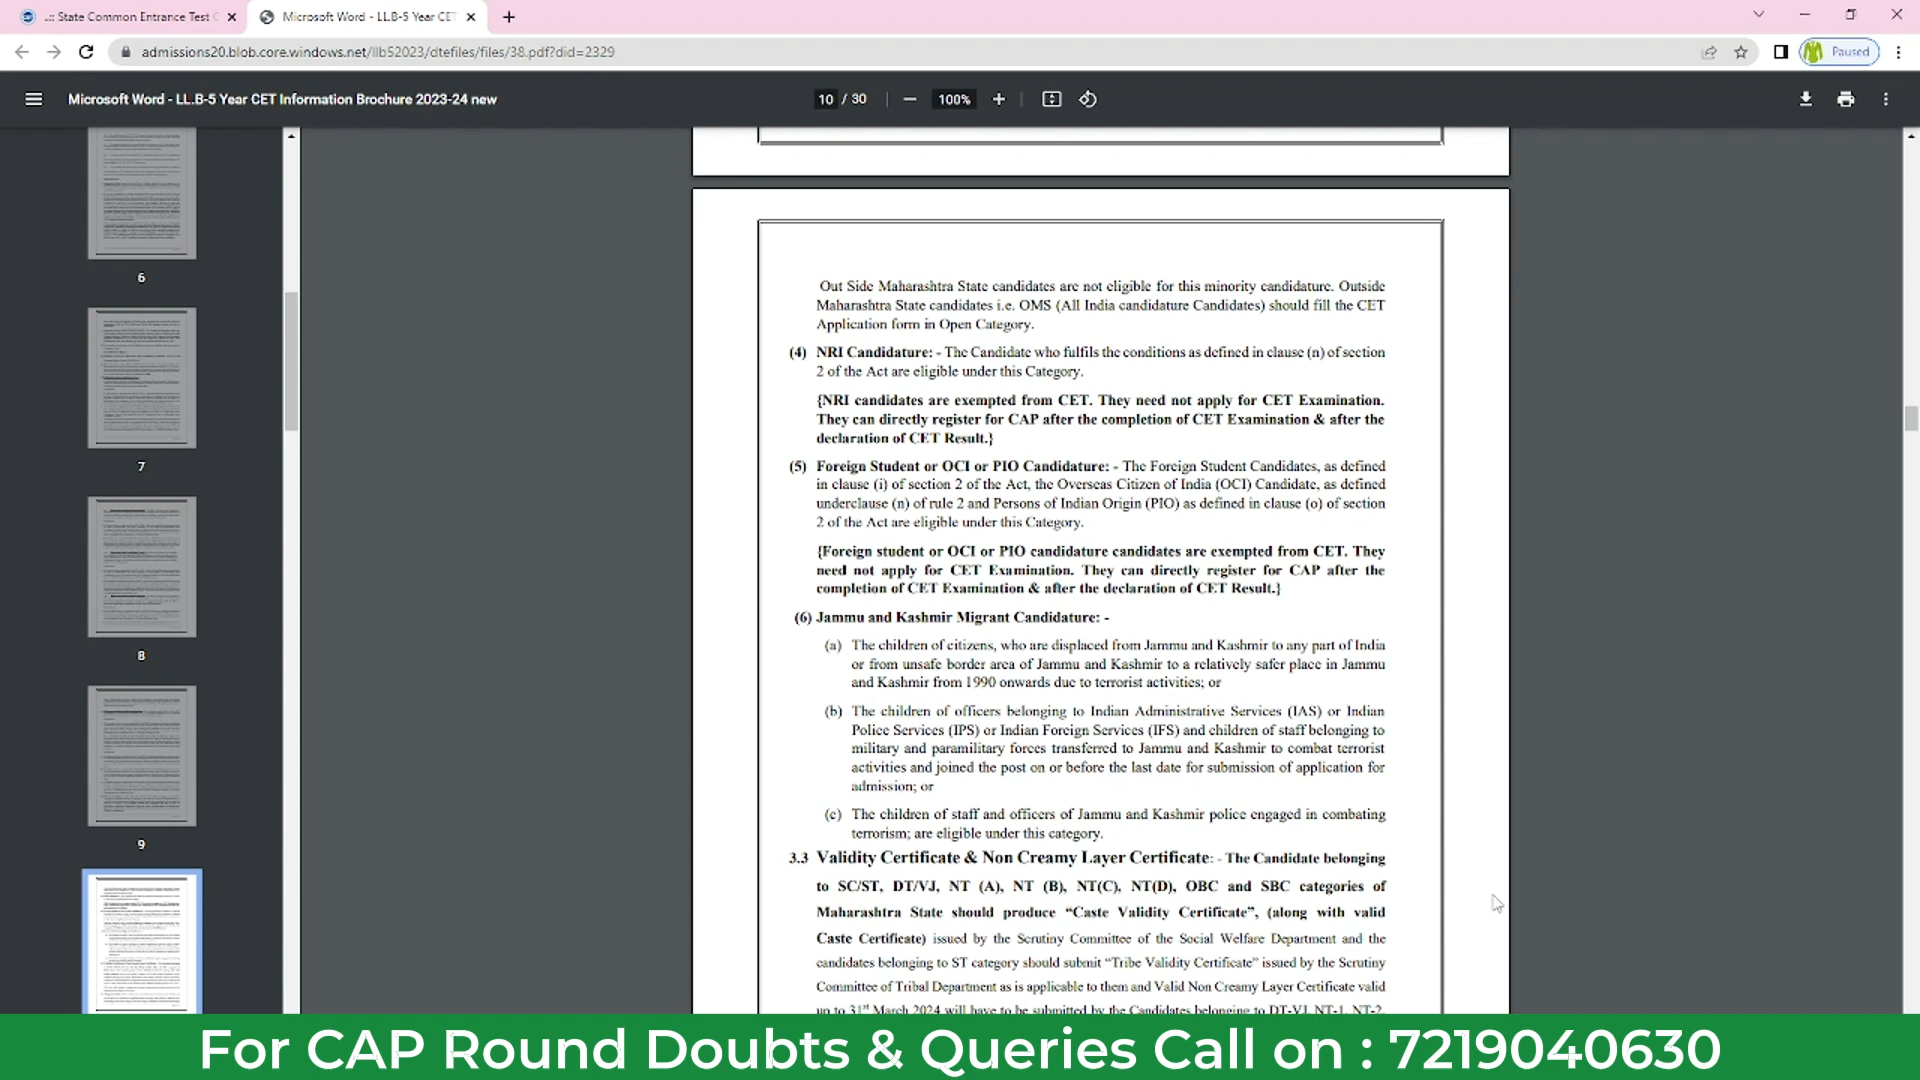 ..:: State Common Entrance Test C
Microsoft Word - LL.B-5 Year CET
Paused
admissions20.blob.core.windows.net/llb52023/dtefiles/files/38.pdf?did=2329
Microsoft Word - LL.B-5 Year CET Information Brochure 2023-24 new
10 / 30
100%
6
7
8
9
Out Side Maharashtra State candidates are not eligible for this minority candidature. Outside
Maharashtra State candidates i.e. OMS (All India candidature Candidates) should fill the CET
Application form in Open Category.
(4) NRI Candidature: - The Candidate who fulfils the conditions as defined in clause (n) of section
2 of the Act are eligible under this Category.
{NRI candidates are exempted from CET. They need not apply for CET Examination.
They can directly register for CAP after the completion of CET Examination & after the
declaration of CET Result.}
(5) Foreign Student or OCI or PIO Candidature: - The Foreign Student Candidates, as defined
in clause (i) of section 2 of the Act, the Overseas Citizen of India (OCI) Candidate, as defined
underclause (n) of rule 2 and Persons of Indian Origin (PIO) as defined in clause (o) of section
2 of the Act are eligible under this Category.
{Foreign student or OCI or PIO candidature candidates are exempted from CET. They
need not apply for CET Examination. They can directly register for CAP after the
completion of CET Examination & after the declaration of CET Result.}
(6) Jammu and Kashmir Migrant Candidature: -
(a) The children of citizens, who are displaced from Jammu and Kashmir to any part of India
or from unsafe border area of Jammu and Kashmir to a relatively safer place in Jammu
and Kashmir from 1990 onwards due to terrorist activities; or
(b) The children of officers belonging to Indian Administrative Services (IAS) or Indian
Police Services (IPS) or Indian Foreign Services (IFS) and children of staff belonging to
military and paramilitary forces transferred to Jammu and Kashmir to combat terrorist
activities and joined the post on or before the last date for submission of application for
admission; or
(c) The children of staff and officers of Jammu and Kashmir police engaged in combating
terrorism; are eligible under this category.
3.3 Validity Certificate & Non Creamy Layer Certificate: - The Candidate belonging
to SC/ST, DT/VJ, NT (A), NT (B), NT(C), NT(D), OBC and SBC categories of
Maharashtra State should produce “Caste Validity Certificate”, (along with valid
Caste Certificate) issued by the Scrutiny Committee of the Social Welfare Department and the
candidates belonging to ST category should submit “Tribe Validity Certificate” issued by the Scrutiny
Committee of Tribal Department as is applicable to them and Valid Non Creamy Layer Certificate valid
up to 31st March 2024 will have to be submitted by the Candidates belonging to DT-VJ, NT-1, NT-2,
For CAP Round Doubts & Queries Call on : 7219040630